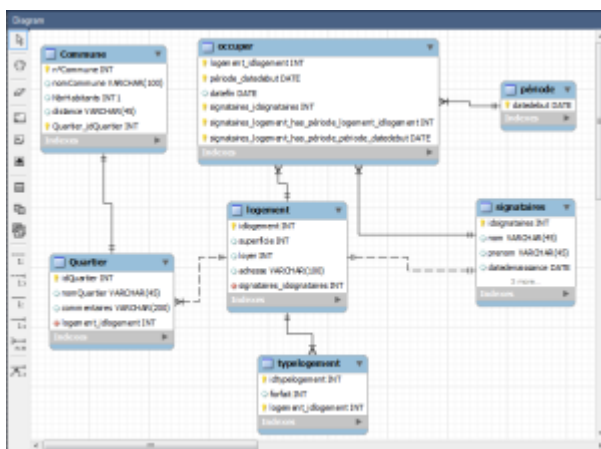 Diagram
Commune
n°Commune INT
nomCommune VARCHAR(100)
NbrHabitants INT
distance VARCHAR(45)
Quartier_idQuartier INT
Indexes
occuper
logement_idlogement INT
période_datedebut DATE
datefin DATE
signataires_idsignataires INT
signataires_logement_has_période_logement_idlogement INT
signataires_logement_has_période_période_datedebut DATE
Indexes
période
datedebut DATE
Indexes
logement
idlogement INT
superficie INT
loyer INT
adresse VARCHAR(100)
signataires_idsignataires INT
Indexes
signataires
idsignataires INT
nom VARCHAR(45)
prenom VARCHAR(45)
datedenaissance DATE
3 more...
Indexes
Quartier
idQuartier INT
nomQuartier VARCHAR(45)
commentaires VARCHAR(200)
logement_idlogement INT
Indexes
typelogement
idtypelogement INT
forfait INT
logement_idlogement INT
Indexes